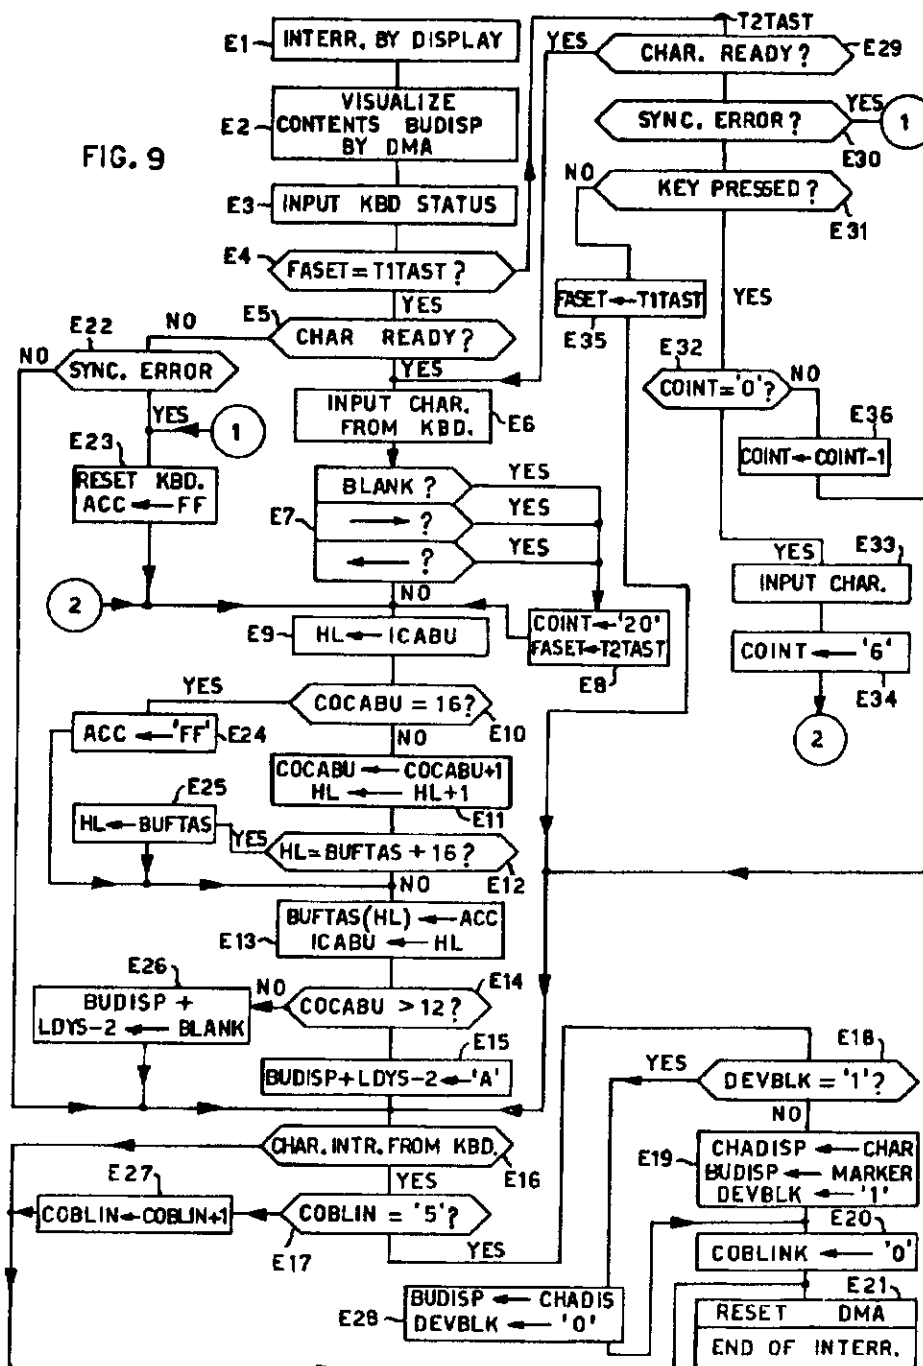 FIG. 9
E1
INTERR. BY DISPLAY
E2
VISUALIZE
CONTENTS BUDISP
BY DMA
E3
INPUT KBD STATUS
E4
FASET = T1TAST ?
YES
E5
CHAR READY ?
NO
YES
E22
SYNC. ERROR
NO
YES
1
E23
RESET KBD.
ACC ← FF
INPUT CHAR.
FROM KBD.
E6
E7
BLANK ?
YES
→ ?
YES
← ?
YES
NO
2
COINT ← '20'
FASET ← T2TAST
E8
E9
HL ← ICABU
COCABU = 16 ?
YES
E10
NO
ACC ← 'FF'
E24
COCABU ← COCABU+1
HL ← HL+1
E11
E25
HL ← BUFTAS
YES
HL = BUFTAS + 16 ?
E12
NO
BUFTAS(HL) ← ACC
ICABU ← HL
E13
E14
COCABU > 12 ?
NO
E26
BUDISP +
LDYS-2 ← BLANK
E15
BUDISP+LDYS-2 ← 'A'
CHAR. INTR. FROM KBD.
E16
YES
E27
COBLIN ← COBLIN+1
COBLIN = '5' ?
E17
YES
T2TAST
CHAR. READY ?
E29
YES
SYNC. ERROR ?
YES
1
E30
KEY PRESSED ?
NO
E31
YES
FASET ← T1TAST
E35
E32
COINT = '0' ?
NO
E36
COINT ← COINT-1
YES
E33
INPUT CHAR.
COINT ← '6'
E34
2
E18
DEVBLK = '1' ?
YES
NO
E19
CHADISP ← CHAR
BUDISP ← MARKER
DEVBLK ← '1'
E20
COBLINK ← '0'
E21
RESET DMA
END OF INTERR.
E28
BUDISP ← CHADIS
DEVBLK ← '0'